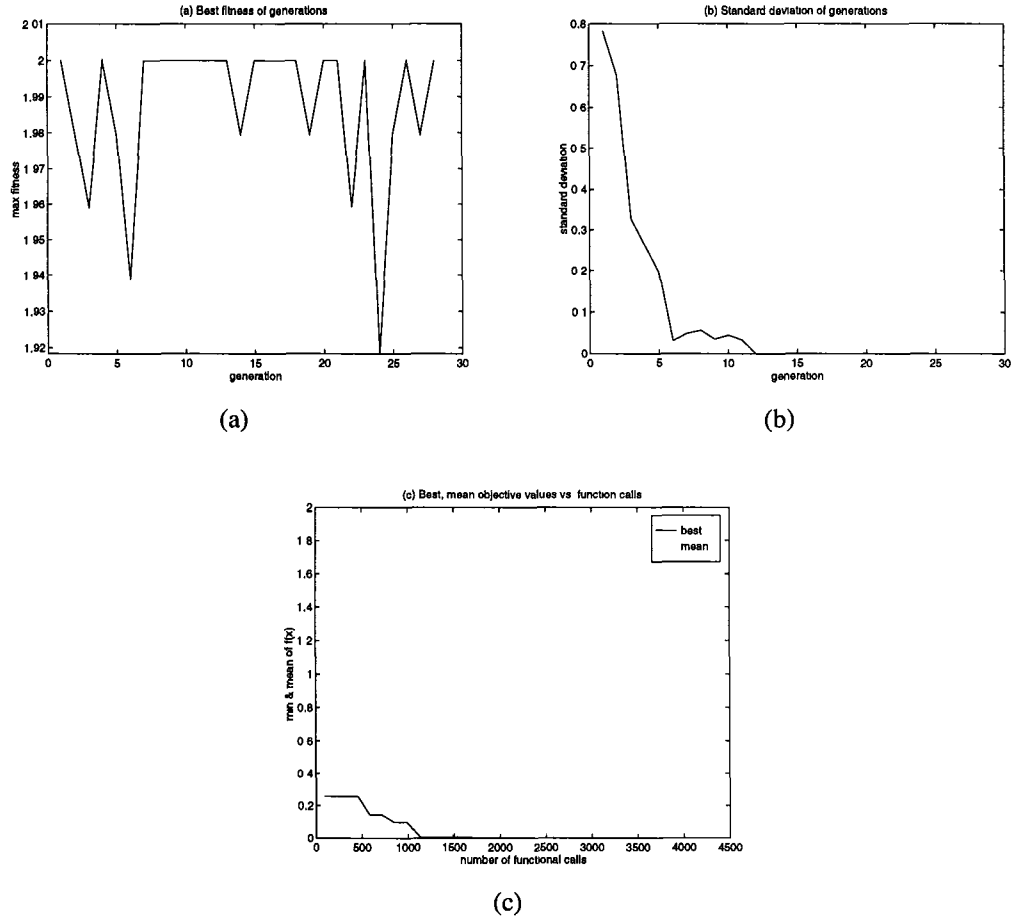 (a) Best fitness of generations
2 01
2
1.99
1.98
1 97
1 96
1 95
1 94
1.93
1.92
max fitness
0 5 10 15 20 25 30
generation
(a)
(b) Standard deviation of generations
0.8
0.7
0.6
0.5
0.4
0.3
0 2
0 1
0
standard deviation
0 5 10 15 20 25 30
generation
(b)
(c) Best, mean objective values vs function calls
2
1.8
1.6
1.4
1.2
1
0 8
0 6
0 4
0.2
0
min & mean of f(x)
best
mean
0 500 1000 1500 2000 2500 3000 3500 4000 4500
number of functional calls
(c)